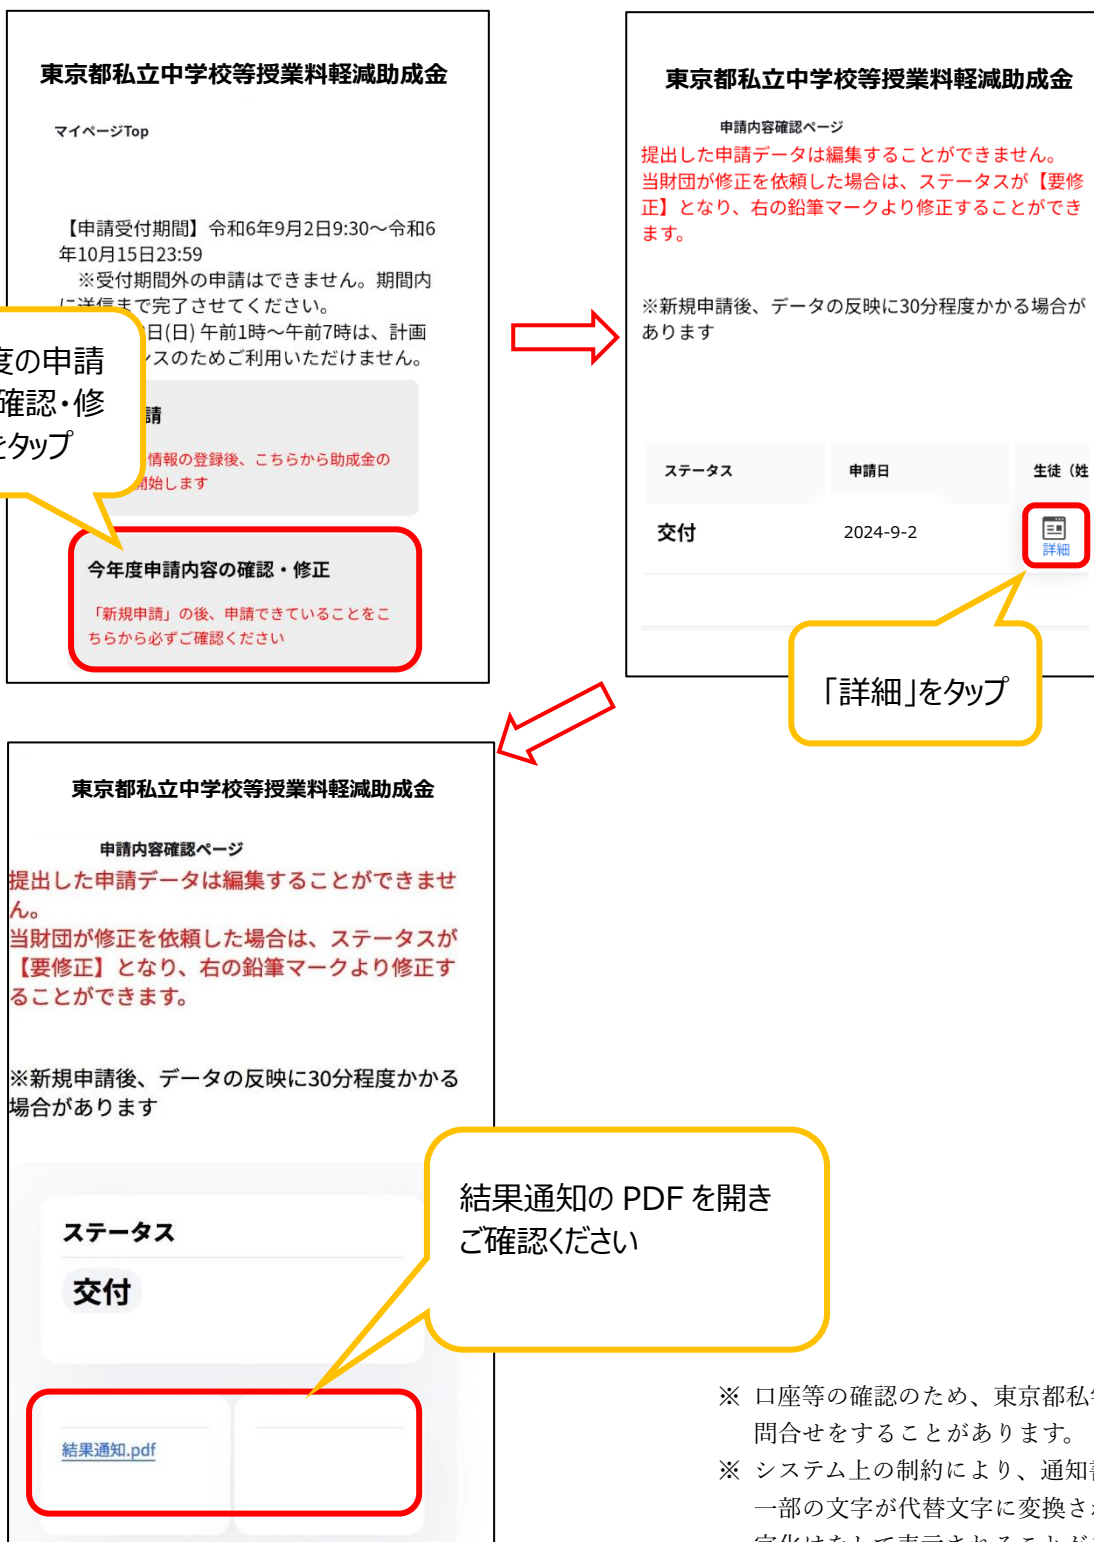 東京都私立中学校等授業料軽減助成金
マイページTop
【申請受付期間】令和6年9月2日9:30～令和6
年10月15日23:59
※受付期間外の申請はできません。期間内
に送信まで完了させてください。
日(日) 午前1時～午前7時は、計画
ンスのためご利用いただけません。
度の申請
確認・修
をタップ
請
情報の登録後、こちらから助成金の
開始します
今年度申請内容の確認・修正
「新規申請」の後、申請できていることをこ
ちらから必ずご確認ください
東京都私立中学校等授業料軽減助成金
申請内容確認ページ
提出した申請データは編集することができません。
当財団が修正を依頼した場合は、ステータスが【要修
正】となり、右の鉛筆マークより修正することができ
ます。
※新規申請後、データの反映に30分程度かかる場合が
あります
ステータス 申請日 生徒（姓
交付 2024-9-2
詳細
「詳細」をタップ
東京都私立中学校等授業料軽減助成金
申請内容確認ページ
提出した申請データは編集することができませ
ん。
当財団が修正を依頼した場合は、ステータスが
【要修正】となり、右の鉛筆マークより修正す
ることができます。
※新規申請後、データの反映に30分程度かかる
場合があります
ステータス
交付
結果通知.pdf
結果通知の PDF を開き
ご確認ください
※ 口座等の確認のため、東京都私
問合せをすることがあります。
※ システム上の制約により、通知
一部の文字が代替文字に変換さ